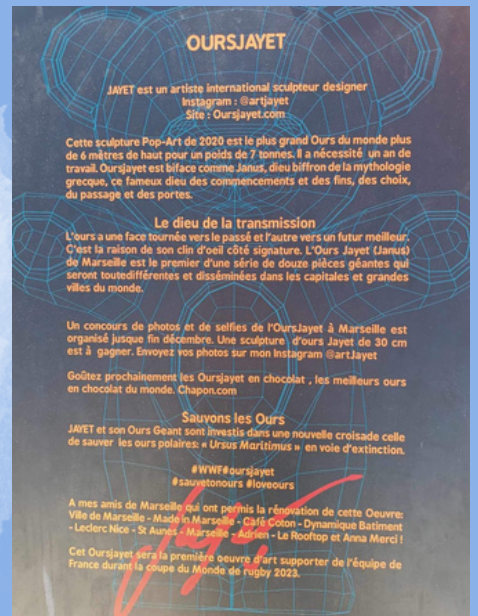 OURSJAYET
JAYET est un artiste international sculpteur designer
Instagram : @artjayet
Site : Oursjayet.com
Cette sculpture Pop-Art de 2020 est le plus grand Ours du monde plus
de 6 mètres de haut pour un poids de 7 tonnes. Il a nécessité un an de
travail. Oursjayet est biface comme Janus, dieu biffron de la mythologie
grecque, ce fameux dieu des commencements et des fins, des choix,
du passage et des portes.
Le dieu de la transmission
L'ours a une face tournée vers le passé et l'autre vers un futur meilleur.
C'est la raison de son clin d'oeil côté signature. L'Ours Jayet (Janus)
de Marseille est le premier d'une série de douze pièces géantes qui
seront toutedifférentes et disséminées dans les capitales et grandes
villes du monde.
Un concours de photos et de selfies de l'OursJayet à Marseille est
organisé jusque fin décembre. Une sculpture d'ours Jayet de 30 cm
est à gagner. Envoyez vos photos sur mon Instagram @artJayet
Goûtez prochainement les Oursjayet en chocolat , les meilleurs ours
en chocolat du monde. Chapon.com
Sauvons les Ours
JAYET et son Ours Geant sont investis dans une nouvelle croisade celle
de sauver les ours polaires: « Ursus Maritimus » en voie d'extinction.
#WWF#oursjayet
#sauvetonours #loveours
A mes amis de Marseille qui ont permis la rénovation de cette Oeuvre:
Ville de Marseille - Made in Marseille - Café Coton - Dynamique Batiment
- Leclerc Nice - St Aunès - Marseille - Adrien - Le Rooftop et Anna Merci !
Cet Oursjayet sera la première oeuvre d'art supporter de l'équipe de
France durant la coupe du Monde de rugby 2023.